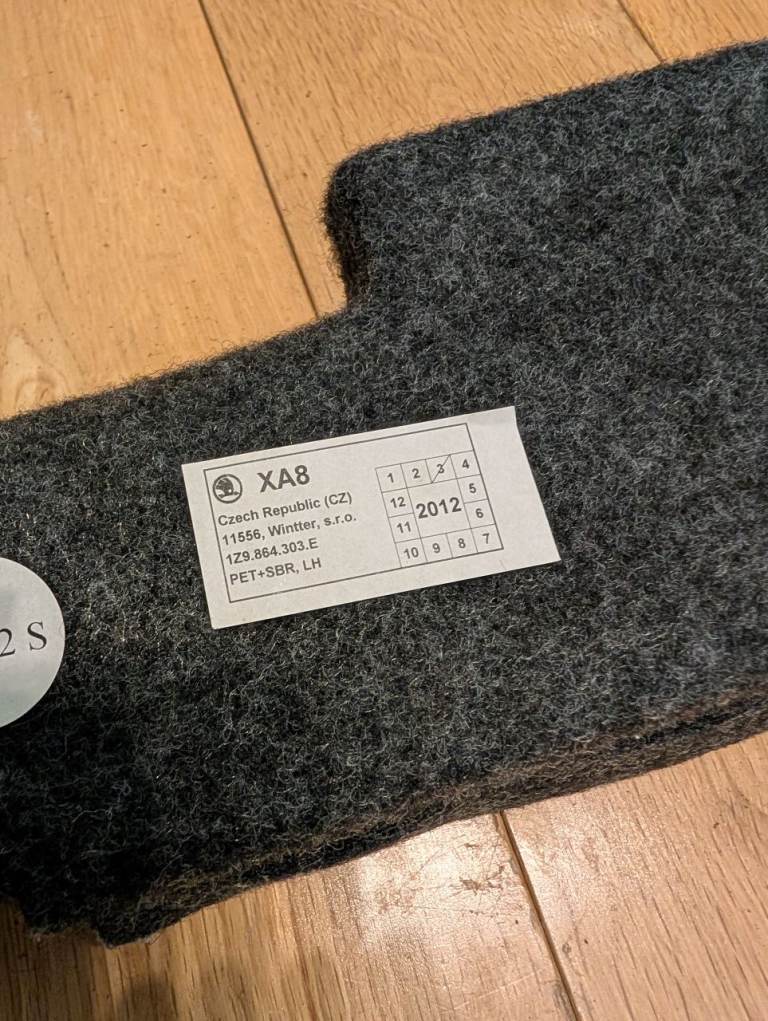 XA8
Czech Republic (CZ)
11556, Wintter, s.r.o.
1Z9.864.303.E
PET+SBR, LH
1 2 3 4
12 2012 5
11 6
10 9 8 7
2 S